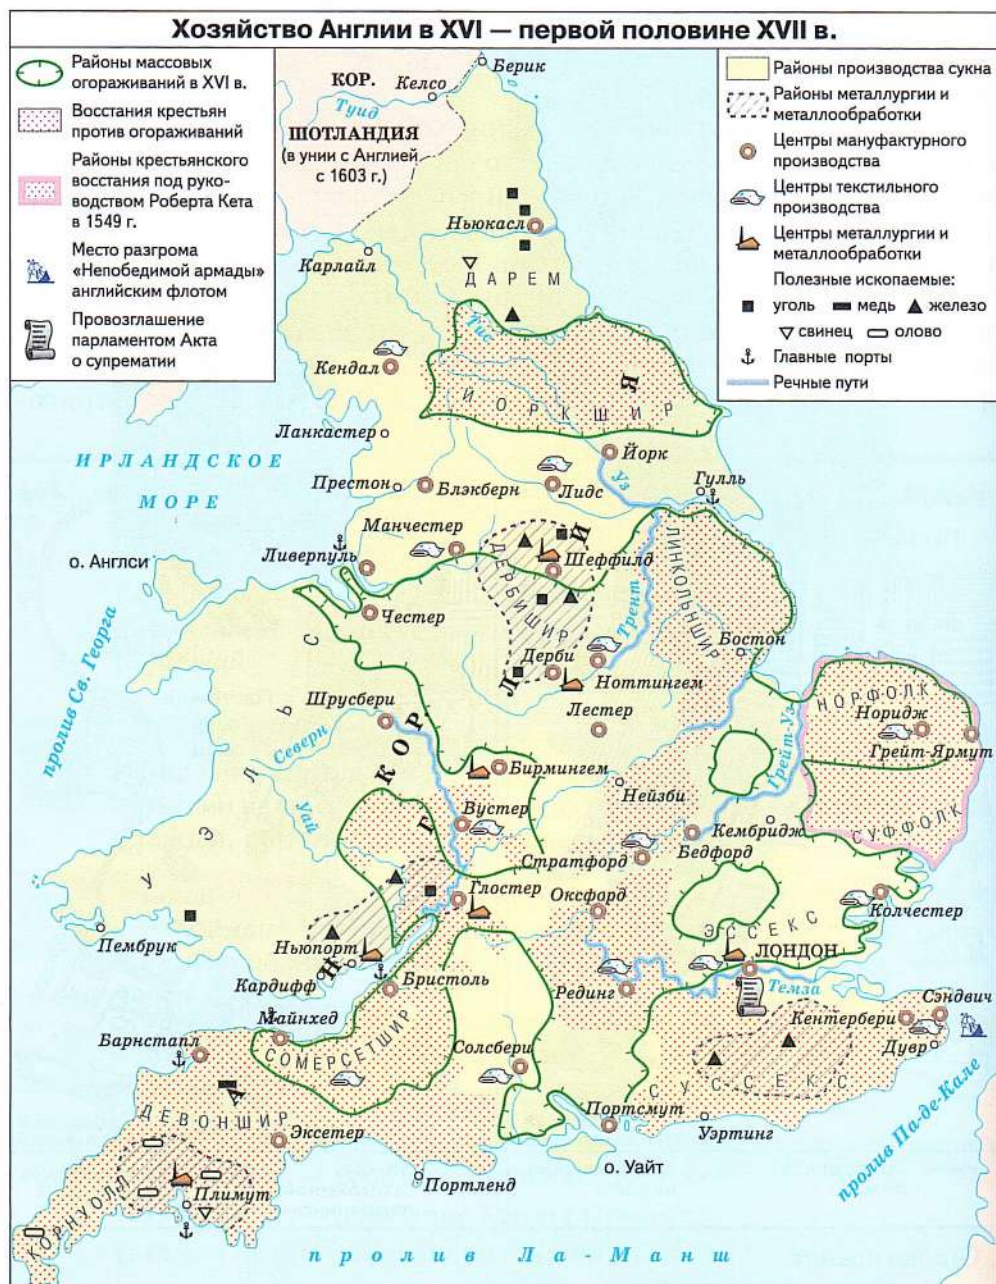 Хозяйство Англии в XVI — первой половине XVII в.
Районы массовых
огораживаний в XVI в.
Восстания крестьян
против огораживаний
Районы крестьянского
восстания под руко-
водством Роберта Кета
в 1549 г.
Место разгрома
«Непобедимой армады»
английским флотом
Провозглашение
парламентом Акта
о супрематии
Районы производства сукна
Районы металлургии и
металлообработки
Центры мануфактурного
производства
Центры текстильного
производства
Центры металлургии и
металлообработки
Полезные ископаемые:
уголь медь железо
свинец олово
Главные порты
Речные пути
КОР.
ШОТЛАНДИЯ
(в унии с Англией
с 1603 г.)
Келсо
Берик
Туид
Ньюкасл
Карлайл
ДАРЕМ
Тис
Кендал
ЙОРКШИР
Ланкастер
Йорк
ИРЛАНДСКОЕ
МОРЕ
Престон
Блэкберн
Лидс
Уз
Гулль
Манчестер
Ливерпуль
Шеффилд
о. Англси
ДЕРБИШИР
ЛИНКОЛЬНШИР
Честер
Трент
Бостон
пролив Св. Георга
Дерби
Ноттингем
НОРФОЛК
Шрусбери
Лестер
Норидж
Грейт-Ярмут
Северн
Грейт-Уз
КОР. АНГЛИЯ
Бирмингем
Нейзби
Уай
УЭЛЬС
Вустер
Кембридж
СУФФОЛК
Стратфорд
Бедфорд
Глостер
Оксфорд
Колчестер
ЭССЕКС
Пембрук
Ньюпорт
ЛОНДОН
Кардифф
Бристоль
Рединг
Темза
Сэндвич
Майнхед
Кентербери
Барнстапл
СОМЕРСЕТШИР
Солсбери
Дувр
СУССЕКС
ДЕВОНШИР
Портсмут
Уэртинг
Эксетер
пролив Па-де-Кале
о. Уайт
Портленд
Плимут
КОРНУОЛЛ
пролив Ла-Манш